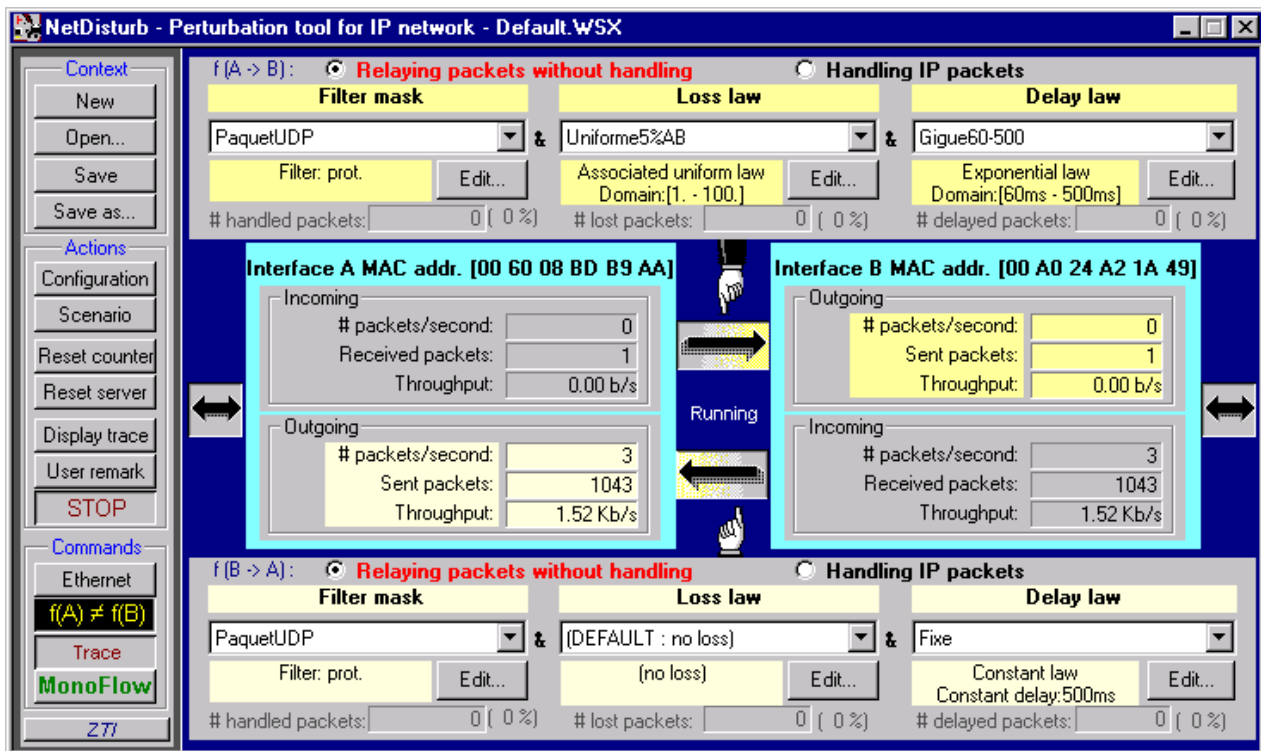 NetDisturb - Perturbation tool for IP network - Default.WSX
Context
New
Open...
Save
Save as...
Actions
Configuration
Scenario
Reset counter
Reset server
Display trace
User remark
STOP
Commands
Ethernet
f(A) ≠ f(B)
Trace
MonoFlow
ZTI
f (A -> B) : Relaying packets without handling Handling IP packets
Filter mask Loss law Delay law
PaquetUDP & Uniforme5%AB & Gigue60-500
Filter: prot. Edit... Associated uniform law Edit... Exponential law Edit...
Domain:[1. - 100.] Domain:[60ms - 500ms]
# handled packets: 0 ( 0 %) # lost packets: 0 ( 0 %) # delayed packets: 0 ( 0 %)
Interface A MAC addr. [00 60 08 BD B9 AA]
Incoming
# packets/second: 0
Received packets: 1
Throughput: 0.00 b/s
Outgoing
# packets/second: 3
Sent packets: 1043
Throughput: 1.52 Kb/s
Running
Interface B MAC addr. [00 A0 24 A2 1A 49]
Outgoing
# packets/second: 0
Sent packets: 1
Throughput: 0.00 b/s
Incoming
# packets/second: 3
Received packets: 1043
Throughput: 1.52 Kb/s
f (B -> A) : Relaying packets without handling Handling IP packets
Filter mask Loss law Delay law
PaquetUDP & (DEFAULT : no loss) & Fixe
Filter: prot. Edit... (no loss) Edit... Constant law Edit...
Constant delay:500ms
# handled packets: 0 ( 0 %) # lost packets: 0 ( 0 %) # delayed packets: 0 ( 0 %)